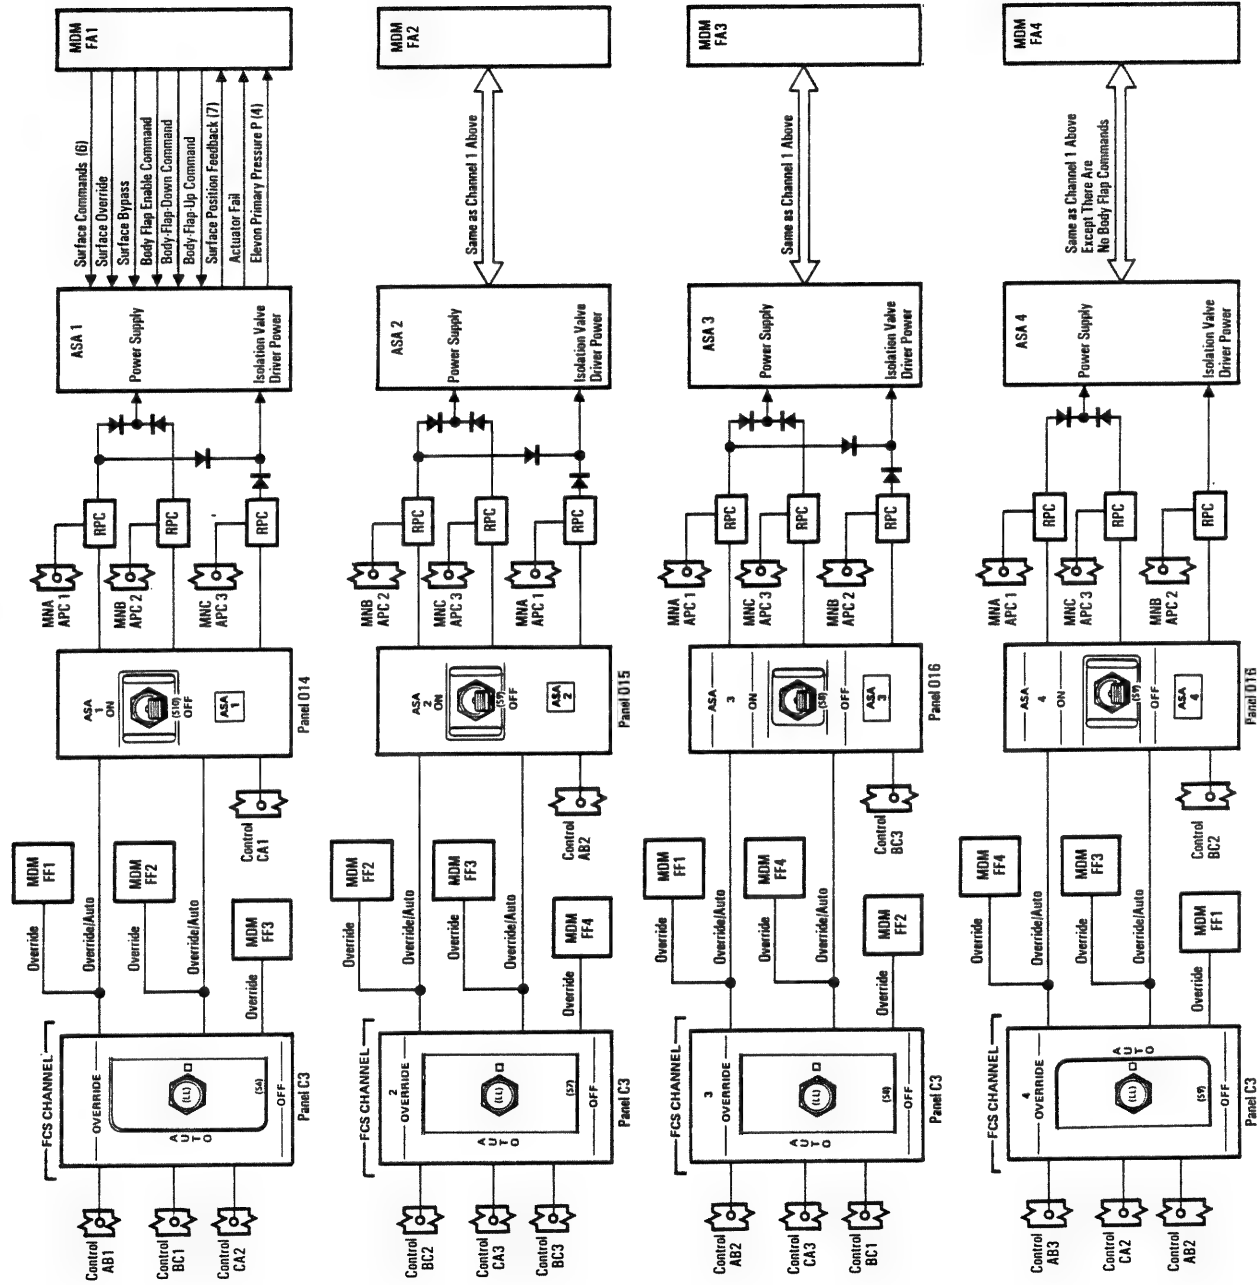 FCS CHANNEL
OVERRIDE
AUTO
(LL)
(S6)
OFF
Panel C3
Control
AB1
Control
BC1
Control
CA2
Override
Override/Auto
Override
Override/Auto
Override
MDM
FF1
MDM
FF2
MDM
FF3
Control
CA1
ASA
1
ON
(S10)
OFF
ASA
1
Panel O14
MNA
APC 1
MNB
APC 2
MNC
APC 3
RPC
RPC
RPC
ASA 1
Power Supply
Isolation Valve
Driver Power
Surface Commands (6)
Surface Override
Surface Bypass
Body Flap Enable Command
Body-Flap-Down Command
Body-Flap-Up Command
Surface Position Feedback (7)
Actuator Fail
Elevon Primary Pressure P (4)
MDM
FA1
FCS CHANNEL
2
OVERRIDE
AUTO
(LL)
(S7)
OFF
Panel C3
Control
BC2
Control
CA3
Control
BC3
Override
Override/Auto
Override
Override/Auto
Override
MDM
FF2
MDM
FF3
MDM
FF4
Control
AB2
ASA
2
ON
(S9)
OFF
ASA
2
Panel O15
MNB
APC 2
MNC
APC 3
MNA
APC 1
RPC
RPC
RPC
ASA 2
Power Supply
Isolation Valve
Driver Power
Same as Channel 1 Above
MDM
FA2
FCS CHANNEL
3
OVERRIDE
AUTO
(LL)
(S8)
OFF
Panel C3
Control
AB2
Control
CA3
Control
BC1
Override
Override/Auto
Override
Override/Auto
Override
MDM
FF1
MDM
FF4
MDM
FF2
Control
BC3
ASA
3
ON
(S8)
OFF
ASA
3
Panel O16
MNA
APC 1
MNC
APC 3
MNB
APC 2
RPC
RPC
RPC
ASA 3
Power Supply
Isolation Valve
Driver Power
Same as Channel 1 Above
MDM
FA3
FCS CHANNEL
4
OVERRIDE
AUTO
(LL)
(S9)
OFF
Panel C3
Control
AB3
Control
CA2
Control
AB2
Override
Override/Auto
Override
Override/Auto
Override
MDM
FF4
MDM
FF3
MDM
FF1
Control
BC2
ASA
4
ON
(S9)
OFF
ASA
4
Panel O16
MNA
APC 1
MNC
APC 3
MNB
APC 2
RPC
RPC
RPC
ASA 4
Power Supply
Isolation Valve
Driver Power
Same as Channel 1 Above
Except There Are
No Body Flap Commands
MDM
FA4